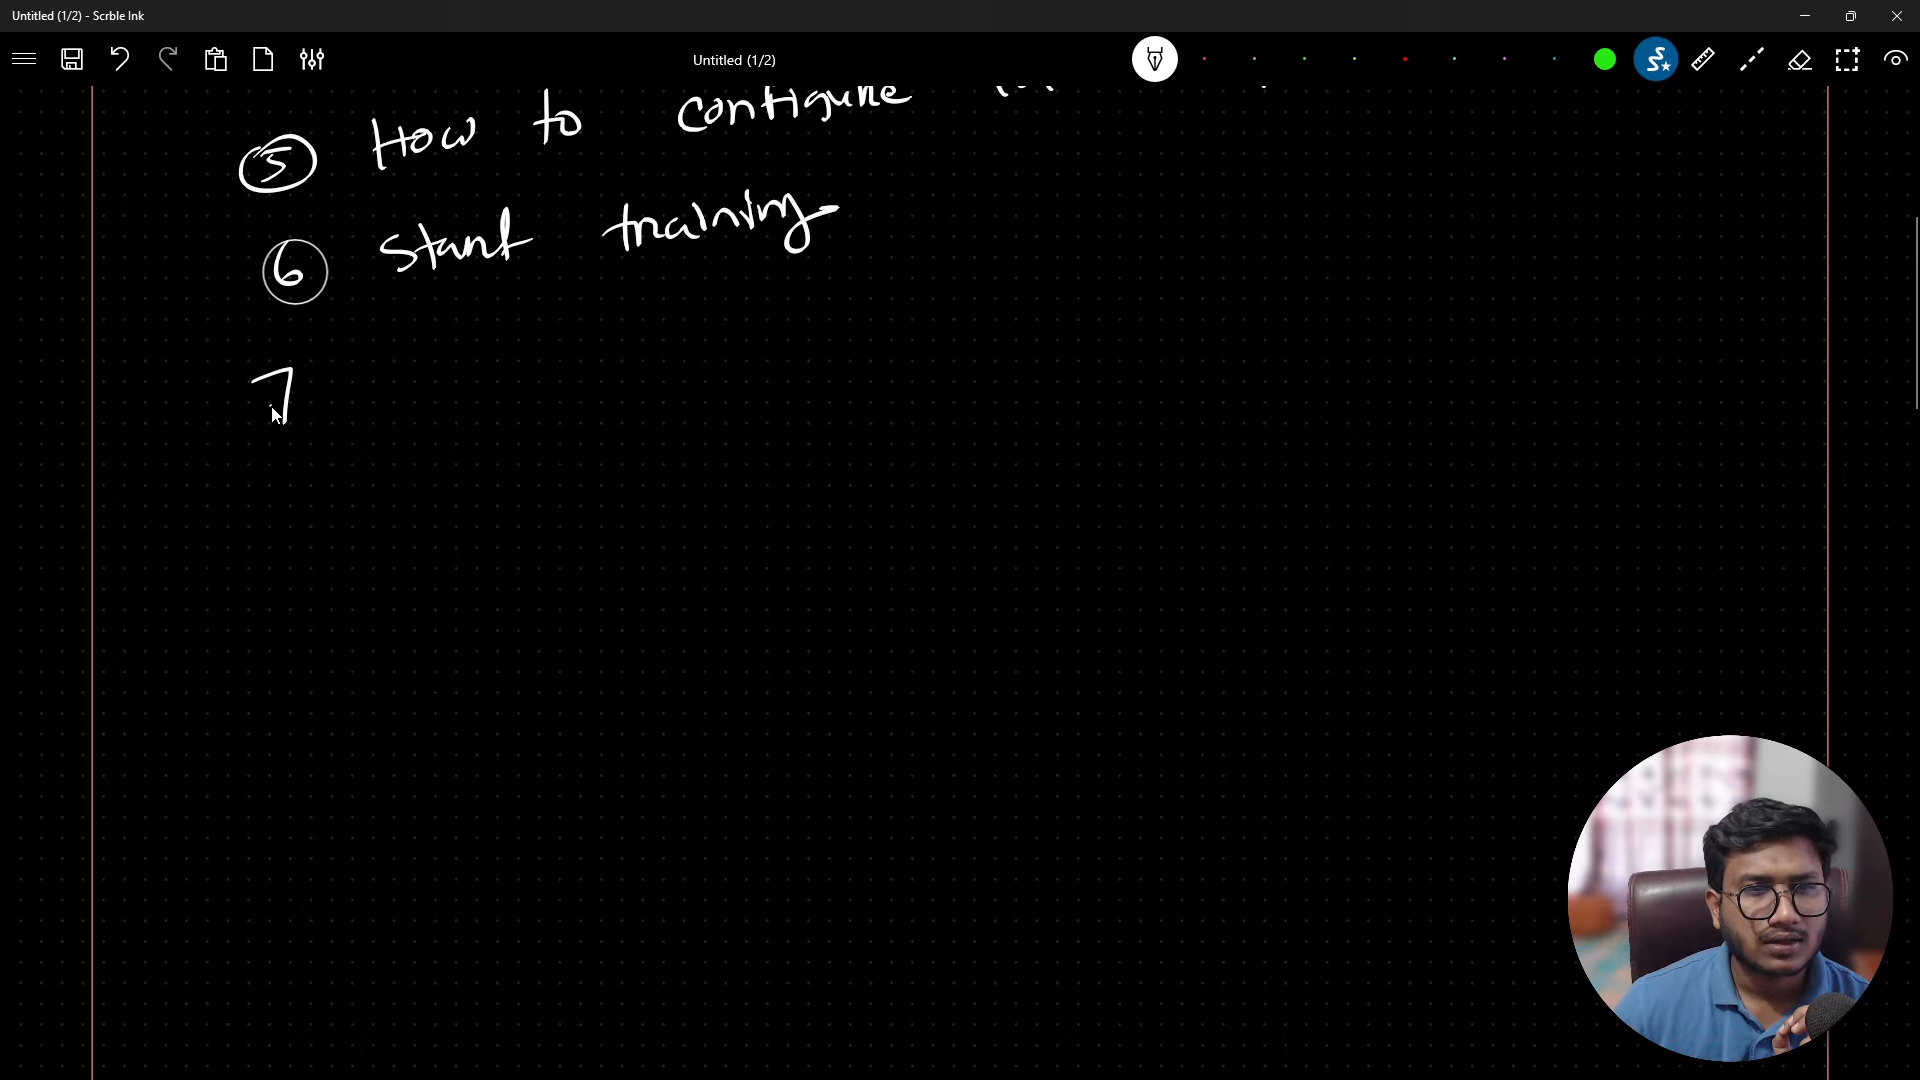 Untitled (1/2) - Scrble Ink
Untitled (1/2)
5 How to configure
6 Start training
7